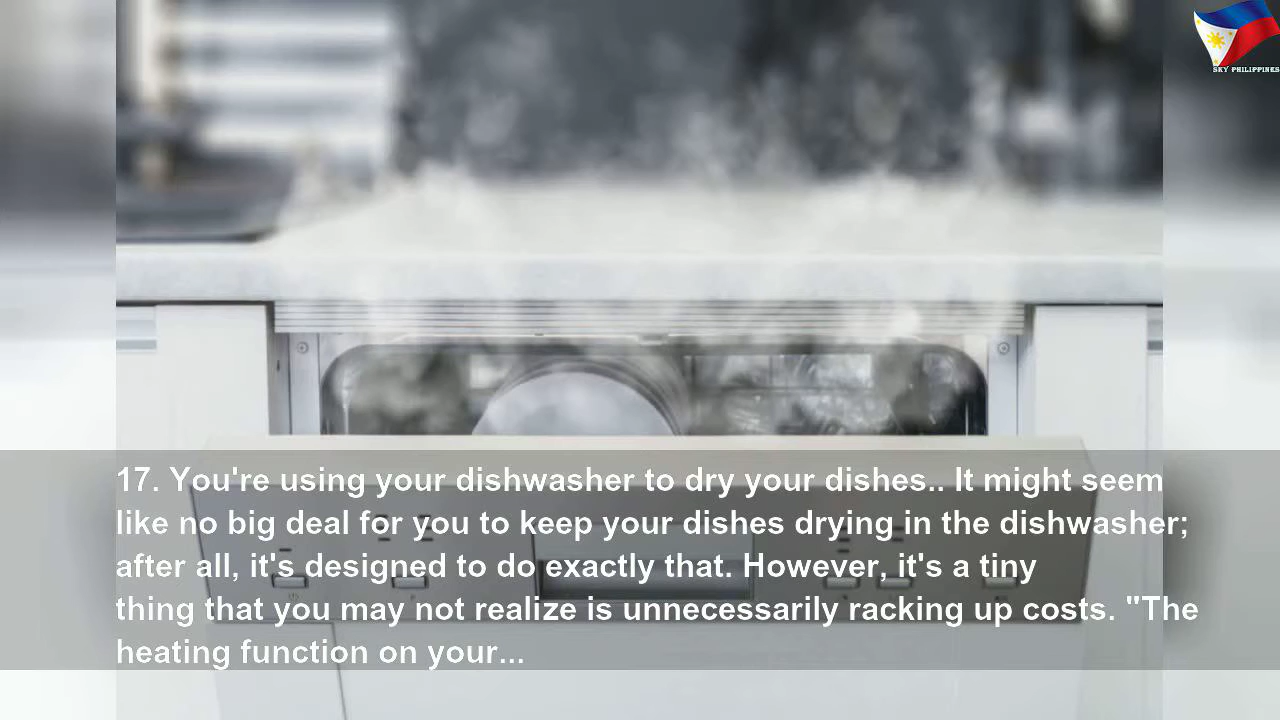 SKY PHILIPPINES
17. You're using your dishwasher to dry your dishes.. It might seem
like no big deal for you to keep your dishes drying in the dishwasher;
after all, it's designed to do exactly that. However, it's a tiny
thing that you may not realize is unnecessarily racking up costs. "The
heating function on your...